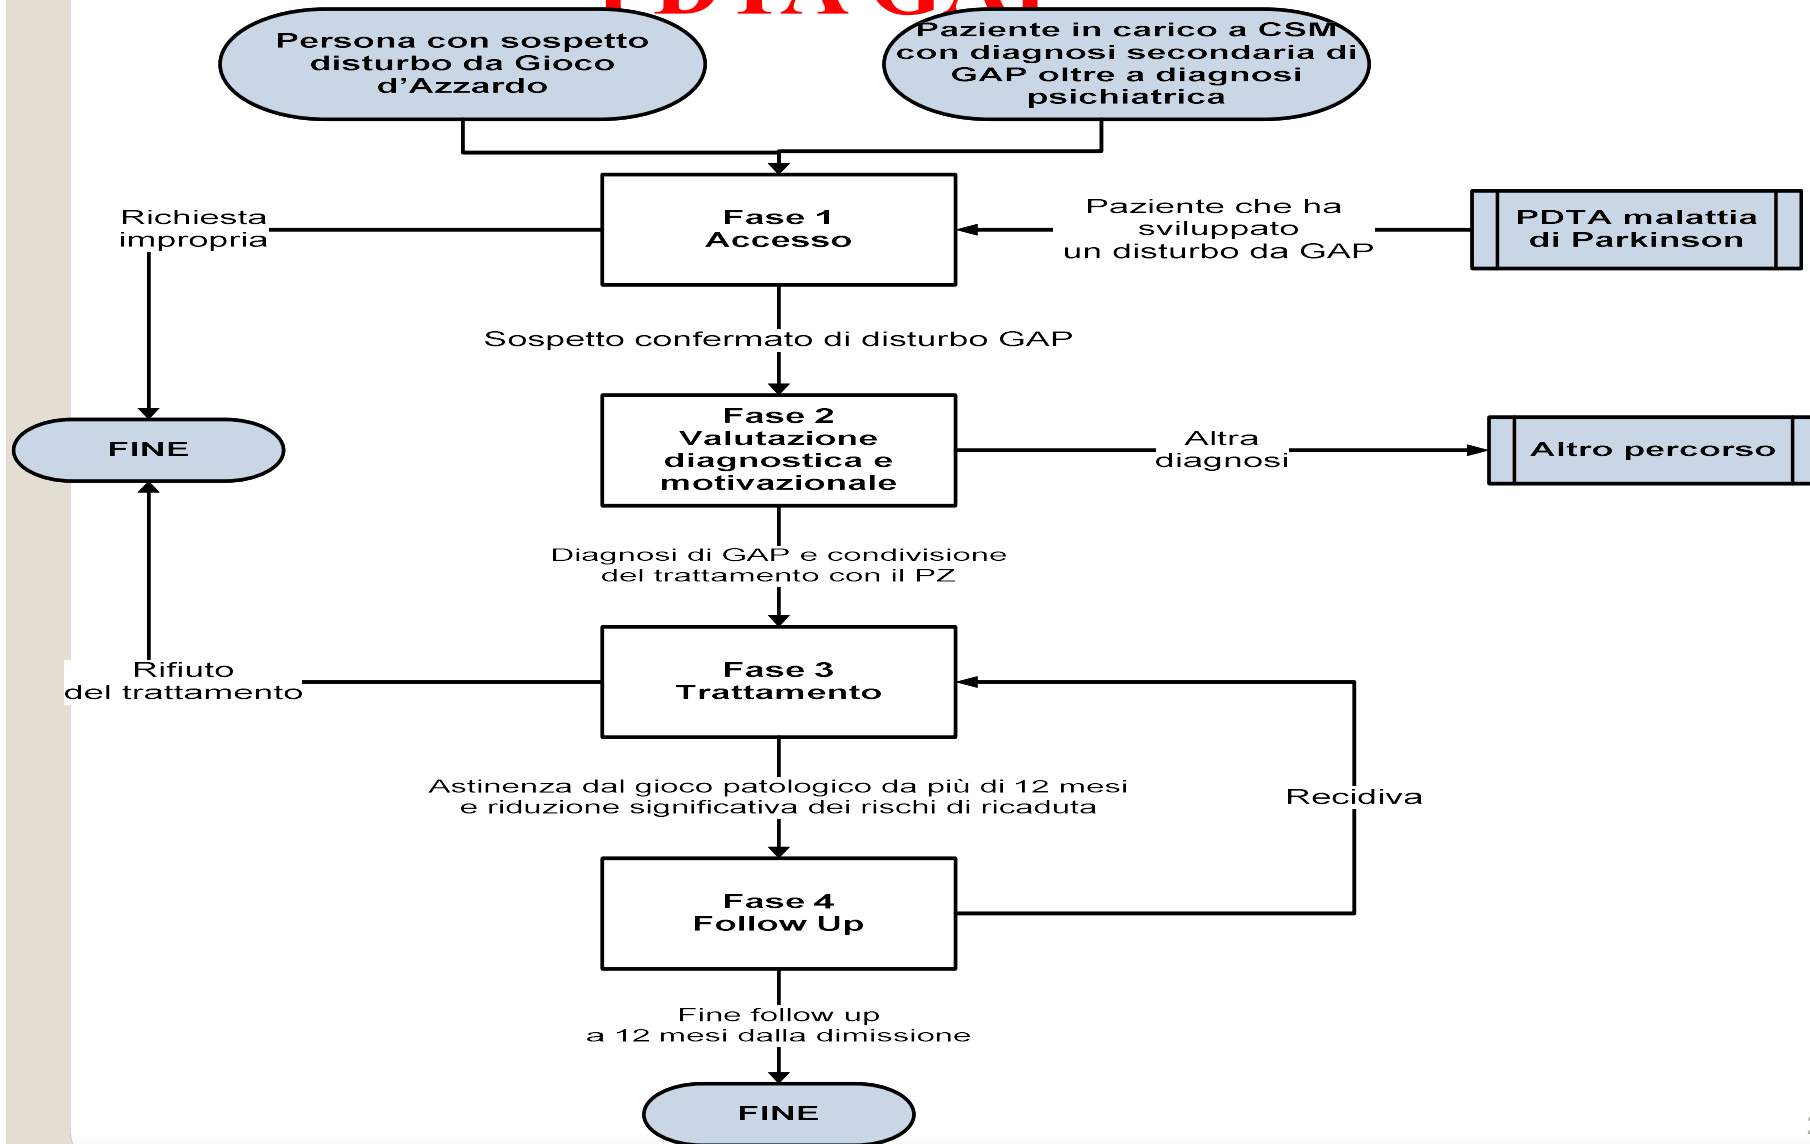 PDTA GAP
Persona con sospetto
disturbo da Gioco
d’Azzardo
Paziente in carico a CSM
con diagnosi secondaria di
GAP oltre a diagnosi
psichiatrica
Richiesta
impropria
Fase 1
Accesso
Paziente che ha
sviluppato
un disturbo da GAP
PDTA malattia
di Parkinson
Sospetto confermato di disturbo GAP
FINE
Fase 2
Valutazione
diagnostica e
motivazionale
Altra
diagnosi
Altro percorso
Diagnosi di GAP e condivisione
del trattamento con il PZ
Rifiuto
del trattamento
Fase 3
Trattamento
Astinenza dal gioco patologico da più di 12 mesi
e riduzione significativa dei rischi di ricaduta
Recidiva
Fase 4
Follow Up
Fine follow up
a 12 mesi dalla dimissione
FINE